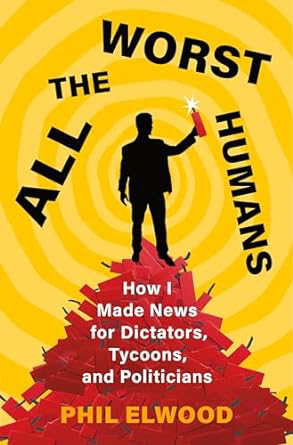 ALL THE WORST HUMANS
How I
Made News
for Dictators,
Tycoons,
and Politicians
PHIL ELWOOD